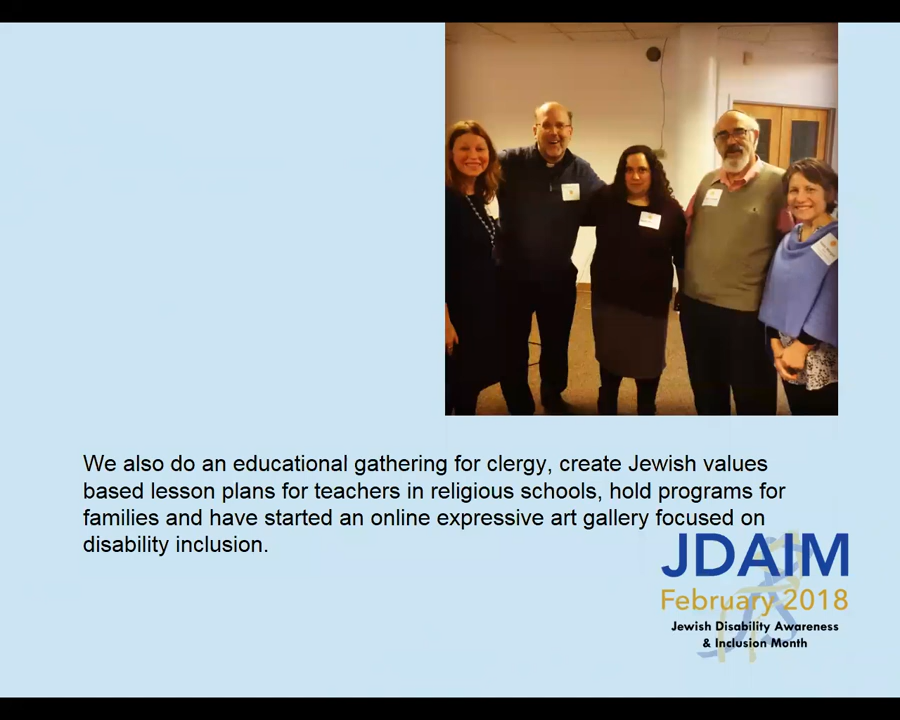 We also do an educational gathering for clergy, create Jewish values
based lesson plans for teachers in religious schools, hold programs for
families and have started an online expressive art gallery focused on
disability inclusion.
JDAIM
February 2018
Jewish Disability Awareness
& Inclusion Month